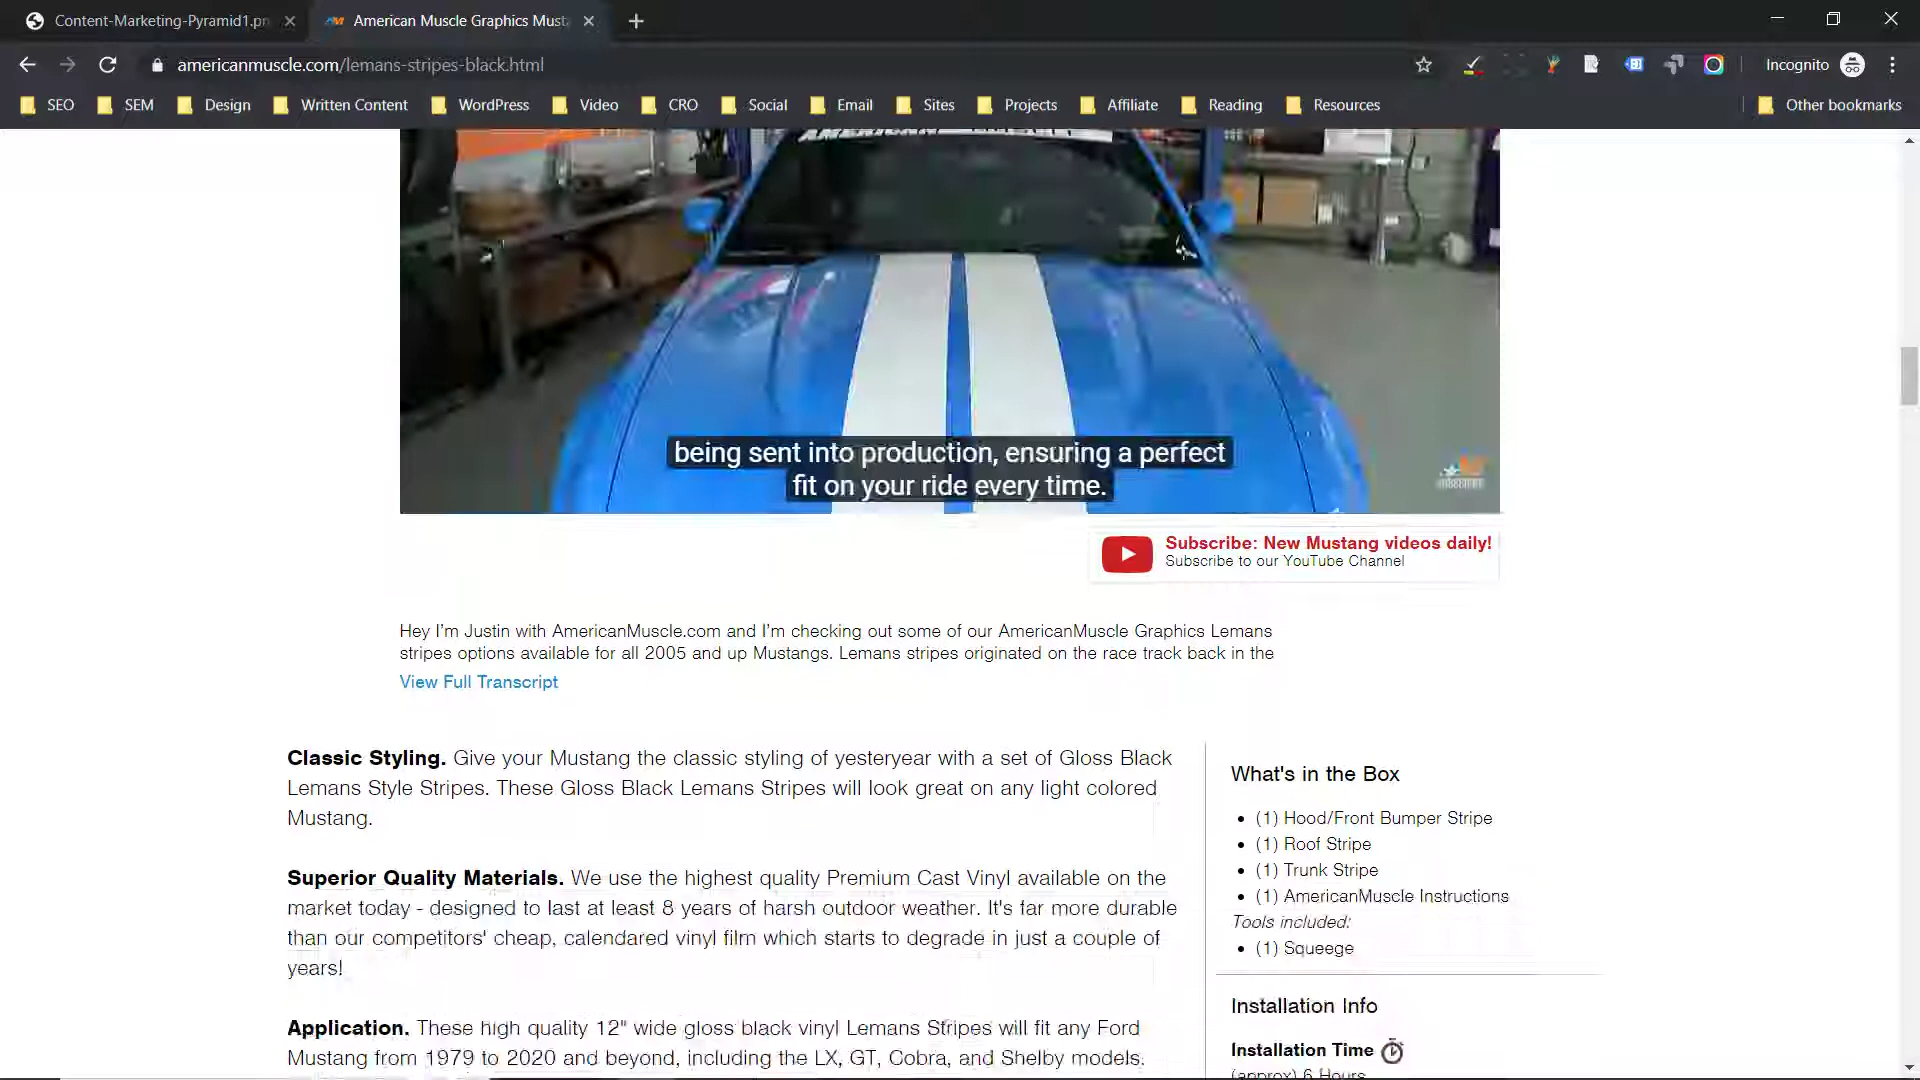 Content-Marketing-Pyramid1.pn
American Muscle Graphics Must
americanmuscle.com/lemans-stripes-black.html
Incognito
SEO
SEM
Design
Written Content
WordPress
Video
CRO
Social
Email
Sites
Projects
Affiliate
Reading
Resources
Other bookmarks
being sent into production, ensuring a perfect
fit on your ride every time.
Subscribe: New Mustang videos daily!
Subscribe to our YouTube Channel
Hey I'm Justin with AmericanMuscle.com and I'm checking out some of our AmericanMuscle Graphics Lemans
stripes options available for all 2005 and up Mustangs. Lemans stripes originated on the race track back in the
View Full Transcript
Classic Styling. Give your Mustang the classic styling of yesteryear with a set of Gloss Black
Lemans Style Stripes. These Gloss Black Lemans Stripes will look great on any light colored
Mustang.
Superior Quality Materials. We use the highest quality Premium Cast Vinyl available on the
market today - designed to last at least 8 years of harsh outdoor weather. It's far more durable
than our competitors' cheap, calendared vinyl film which starts to degrade in just a couple of
years!
Application. These high quality 12" wide gloss black vinyl Lemans Stripes will fit any Ford
Mustang from 1979 to 2020 and beyond, including the LX, GT, Cobra, and Shelby models.
What's in the Box
• (1) Hood/Front Bumper Stripe
• (1) Roof Stripe
• (1) Trunk Stripe
• (1) AmericanMuscle Instructions
Tools included:
• (1) Squeege
Installation Info
Installation Time
(approx) 6 Hours